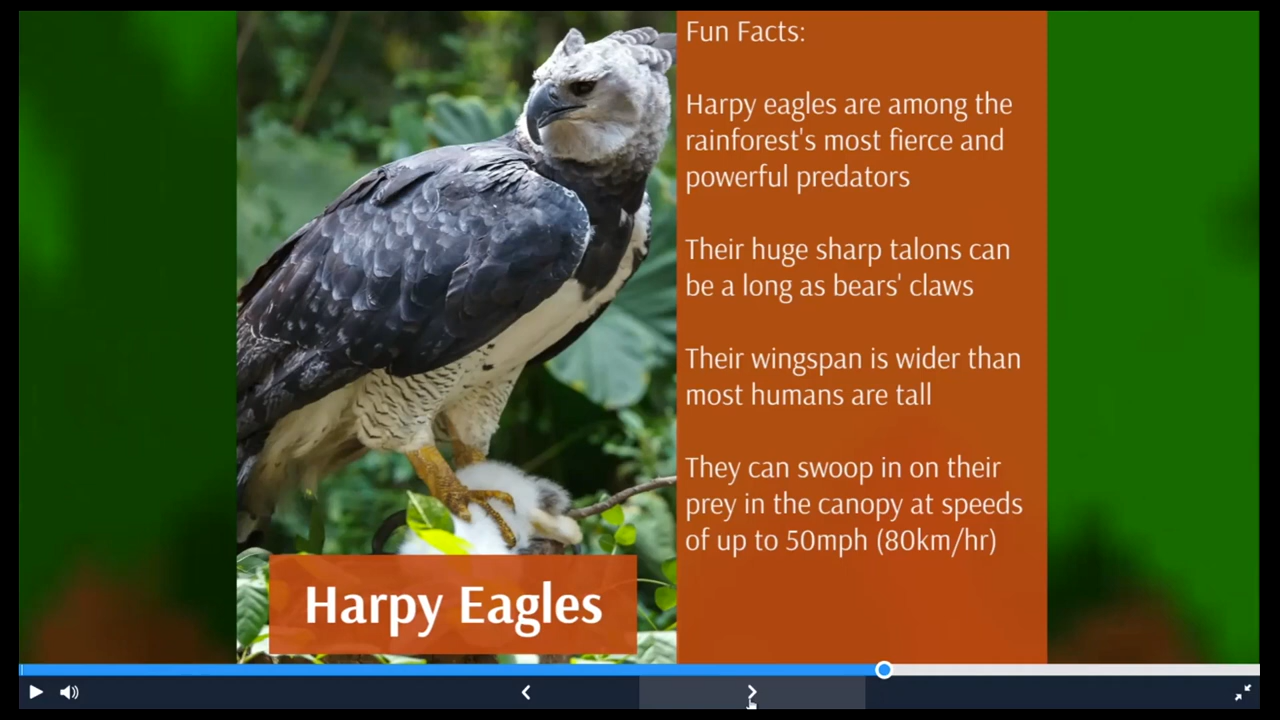 Fun Facts:
Harpy eagles are among the
rainforest's most fierce and
powerful predators
Their huge sharp talons can
be a long as bears' claws
Their wingspan is wider than
most humans are tall
They can swoop in on their
prey in the canopy at speeds
of up to 50mph (80km/hr)
Harpy Eagles